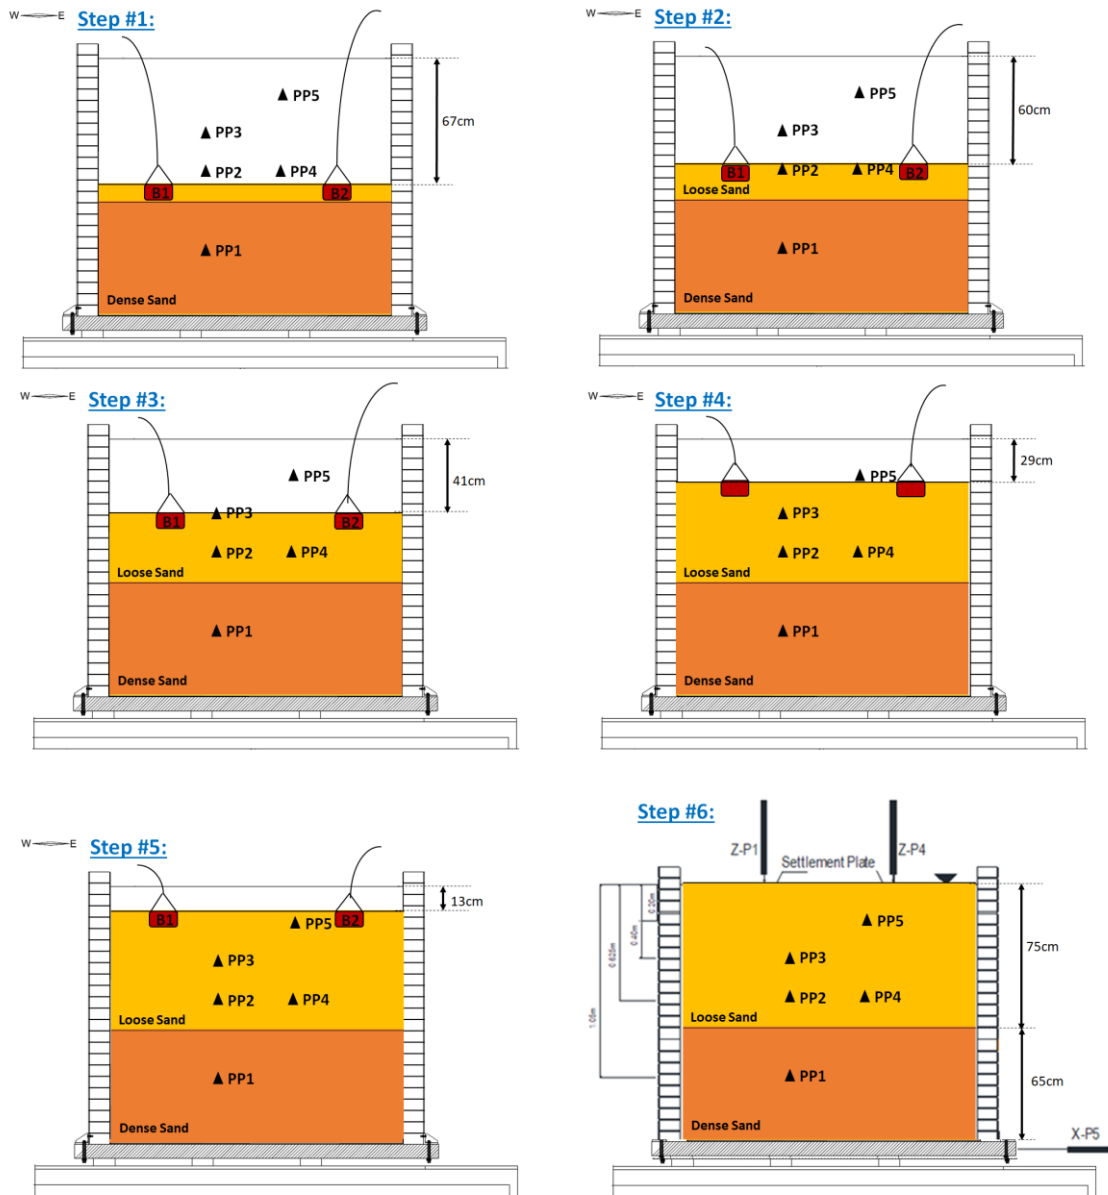 W E Step #1:
PP5
67cm
PP3
PP2 PP4
B1 B2
PP1
Dense Sand
W E Step #2:
PP5
60cm
PP3
B1 PP2 PP4 B2
Loose Sand
PP1
Dense Sand
W E Step #3:
PP5
41cm
PP3
B1 B2
PP2 PP4
Loose Sand
PP1
Dense Sand
W E Step #4:
PP5
29cm
PP3
PP2 PP4
Loose Sand
PP1
Dense Sand
W E Step #5:
13cm
B1 PP5 B2
PP3
PP2 PP4
Loose Sand
PP1
Dense Sand
Step #6:
Z-P1 Settlement Plate Z-P4
0.20m
0.40m
0.625m
1.05m
PP5
75cm
PP3
PP2 PP4
Loose Sand
PP1
65cm
Dense Sand
X-P5